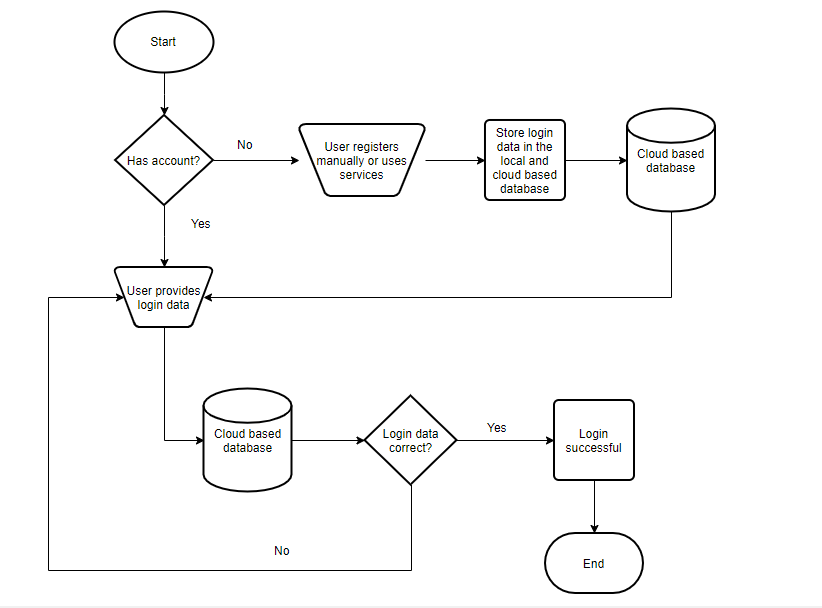 Start
Has account?
No
User registers
manually or uses
services
Store login
data in the
local and
cloud based
database
Cloud based
database
Yes
User provides
login data
Cloud based
database
Login data
correct?
Yes
Login
successful
No
End